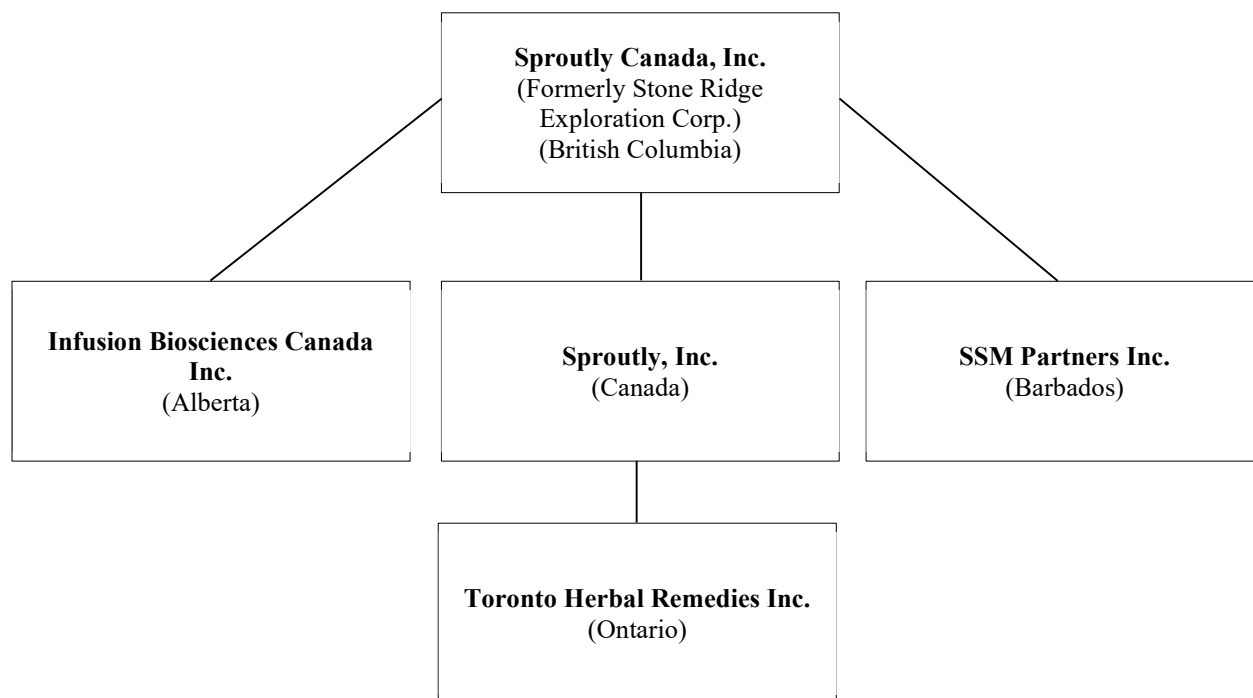 Sproutly Canada, Inc.
(Formerly Stone Ridge
Exploration Corp.)
(British Columbia)
Infusion Biosciences Canada
Inc.
(Alberta)
Sproutly, Inc.
(Canada)
SSM Partners Inc.
(Barbados)
Toronto Herbal Remedies Inc.
(Ontario)